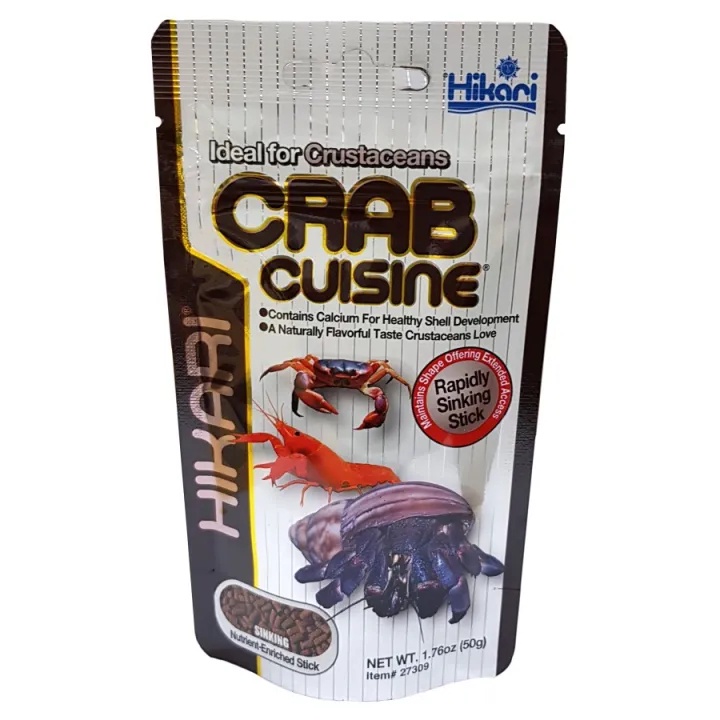 Hikari
Ideal for Crustaceans
CRAB
CUISINE®
•Contains Calcium For Healthy Shell Development
•A Naturally Flavorful Taste Crustaceans Love
Maintains Shape Offering Extended Access
Rapidly
Sinking
Stick
HIKARI®
SINKING
Nutrient-Enriched Stick
NET WT. 1.76oz (50g)
Item# 27309